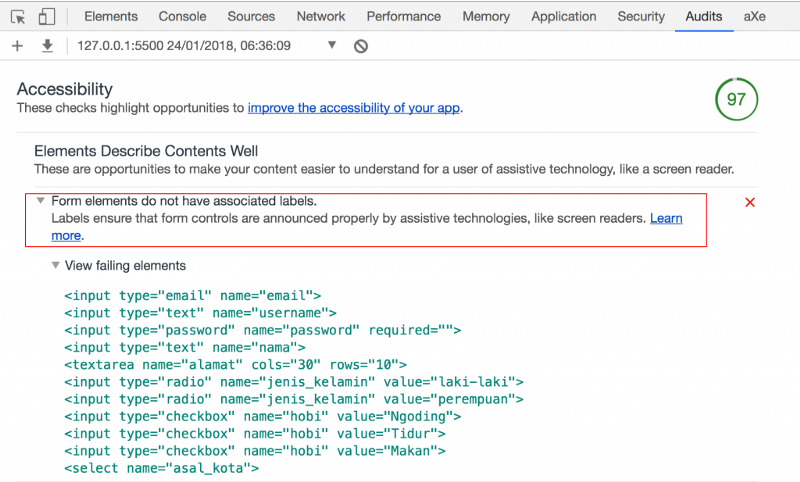 Elements Console Sources Network Performance Memory Application Security Audits aXe
127.0.0.1:5500 24/01/2018, 06:36:09
Accessibility
These checks highlight opportunities to improve the accessibility of your app.
97
Elements Describe Contents Well
These are opportunities to make your content easier to understand for a user of assistive technology, like a screen reader.
Form elements do not have associated labels.
Labels ensure that form controls are announced properly by assistive technologies, like screen readers. Learn
more.
View failing elements
<input type="email" name="email">
<input type="text" name="username">
<input type="password" name="password" required="">
<input type="text" name="nama">
<textarea name="alamat" cols="30" rows="10">
<input type="radio" name="jenis_kelamin" value="laki-laki">
<input type="radio" name="jenis_kelamin" value="perempuan">
<input type="checkbox" name="hobi" value="Ngoding">
<input type="checkbox" name="hobi" value="Tidur">
<input type="checkbox" name="hobi" value="Makan">
<select name="asal_kota">